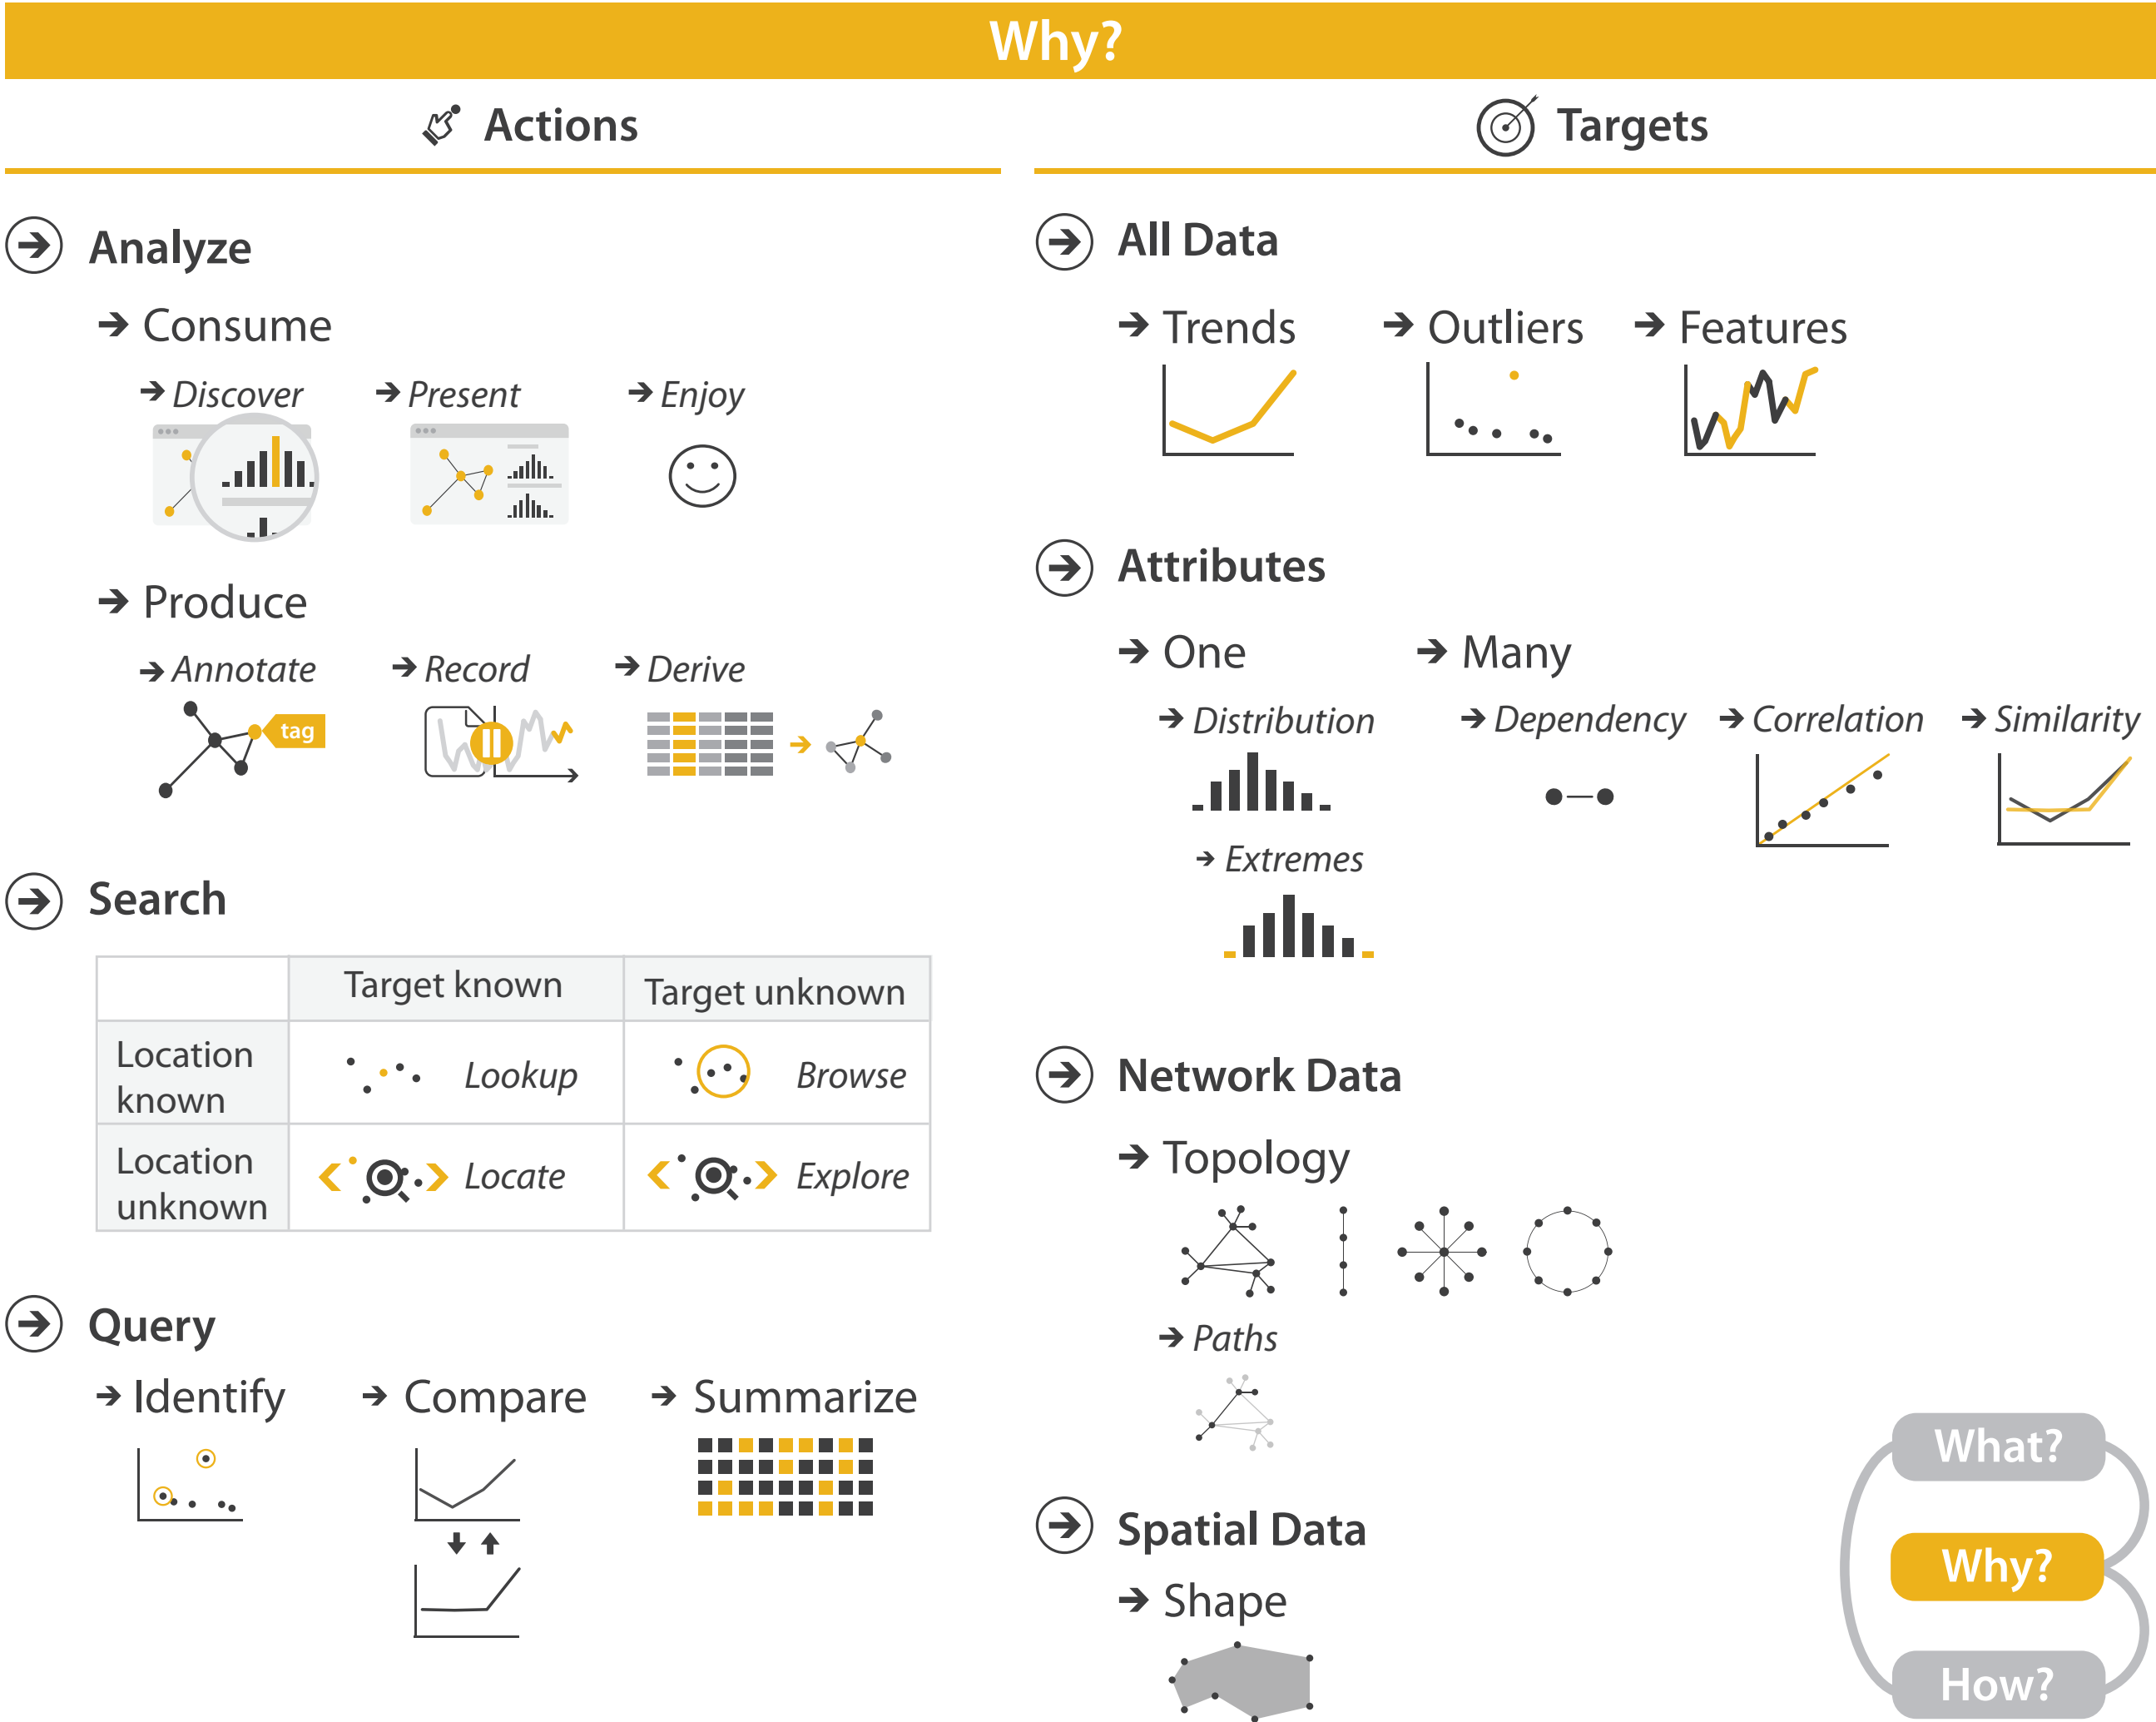 Why?
Actions
Analyze
Consume
Discover
Present
Enjoy
Produce
Annotate
Record
Derive
tag
Search
Target known
Target unknown
Location
known
Lookup
Browse
Location
unknown
Locate
Explore
Query
Identify
Compare
Summarize
Targets
All Data
Trends
Outliers
Features
Attributes
One
Many
Distribution
Dependency
Correlation
Similarity
Extremes
Network Data
Topology
Paths
Spatial Data
Shape
What?
Why?
How?